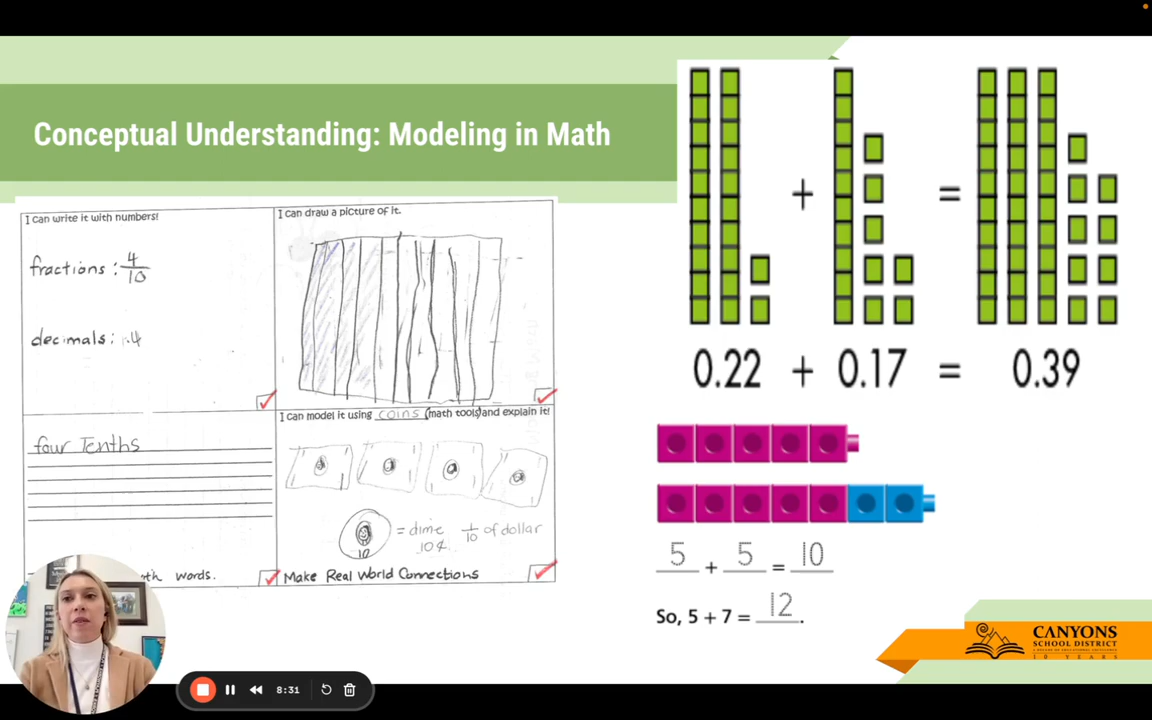 Conceptual Understanding: Modeling in Math
I can write it with numbers!
fractions: 4/10
decimals: .4
I can draw a picture of it.
four Tenths
words.
I can model it using coins (math tools) and explain it!
= dime 1/10 of dollar
10¢
10
Make Real World Connections
+ =
0.22 + 0.17 = 0.39
5 + 5 = 10
So, 5 + 7 = 12.
CANYONS
SCHOOL DISTRICT
10 YEARS
8:31